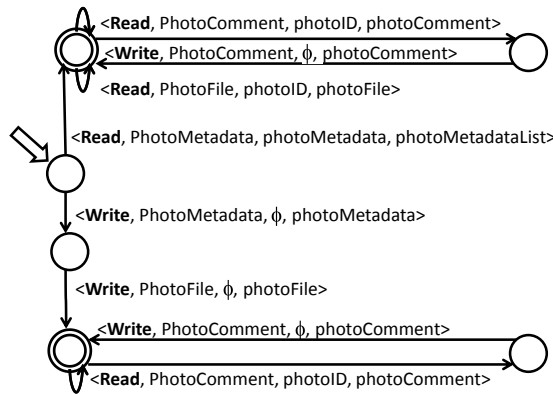 <Read, PhotoComment, photoID, photoComment>
<Write, PhotoComment, ϕ, photoComment>
<Read, PhotoFile, photoID, photoFile>
<Read, PhotoMetadata, photoMetadata, photoMetadataList>
<Write, PhotoMetadata, ϕ, photoMetadata>
<Write, PhotoFile, ϕ, photoFile>
<Write, PhotoComment, ϕ, photoComment>
<Read, PhotoComment, photoID, photoComment>